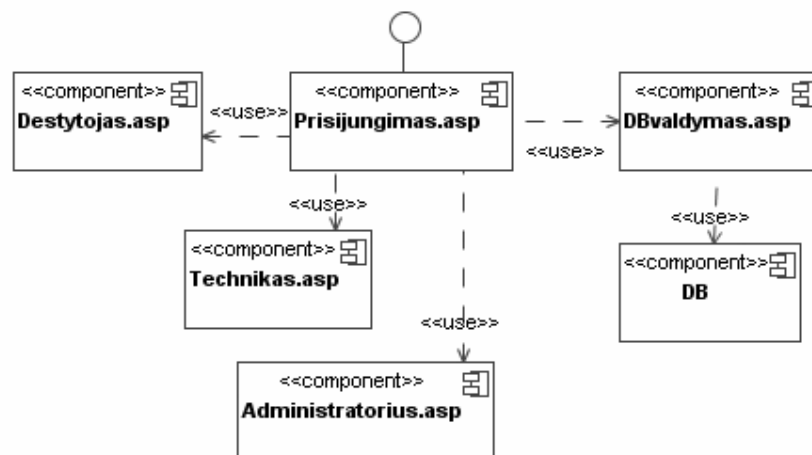 <<component>>
Destytojas.asp
<<use>>
<<component>>
Prisijungimas.asp
<<use>>
<<component>>
DBvaldymas.asp
<<use>>
<<component>>
Technikas.asp
<<use>>
<<component>>
DB
<<use>>
<<component>>
Administratorius.asp